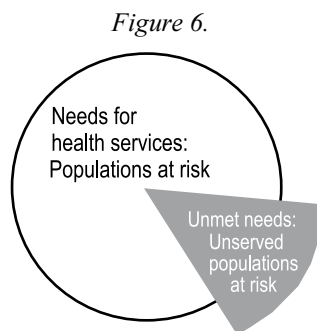 Figure 6.
Needs for
health services:
Populations at risk
Unmet needs:
Unserved
populations
at risk